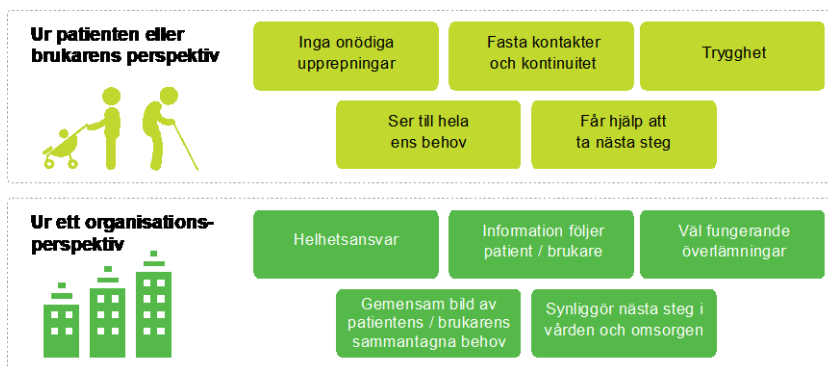 Ur patienten eller
brukarens perspektiv
Inga onödiga
upprepningar
Fasta kontakter
och kontinuitet
Trygghet
Ser till hela
ens behov
Får hjälp att
ta nästa steg
Ur ett organisations-
perspektiv
Helhetsansvar
Information följer
patient / brukare
Väl fungerande
överlämningar
Gemensam bild av
patientens / brukarens
sammantagna behov
Synliggör nästa steg i
vården och omsorgen